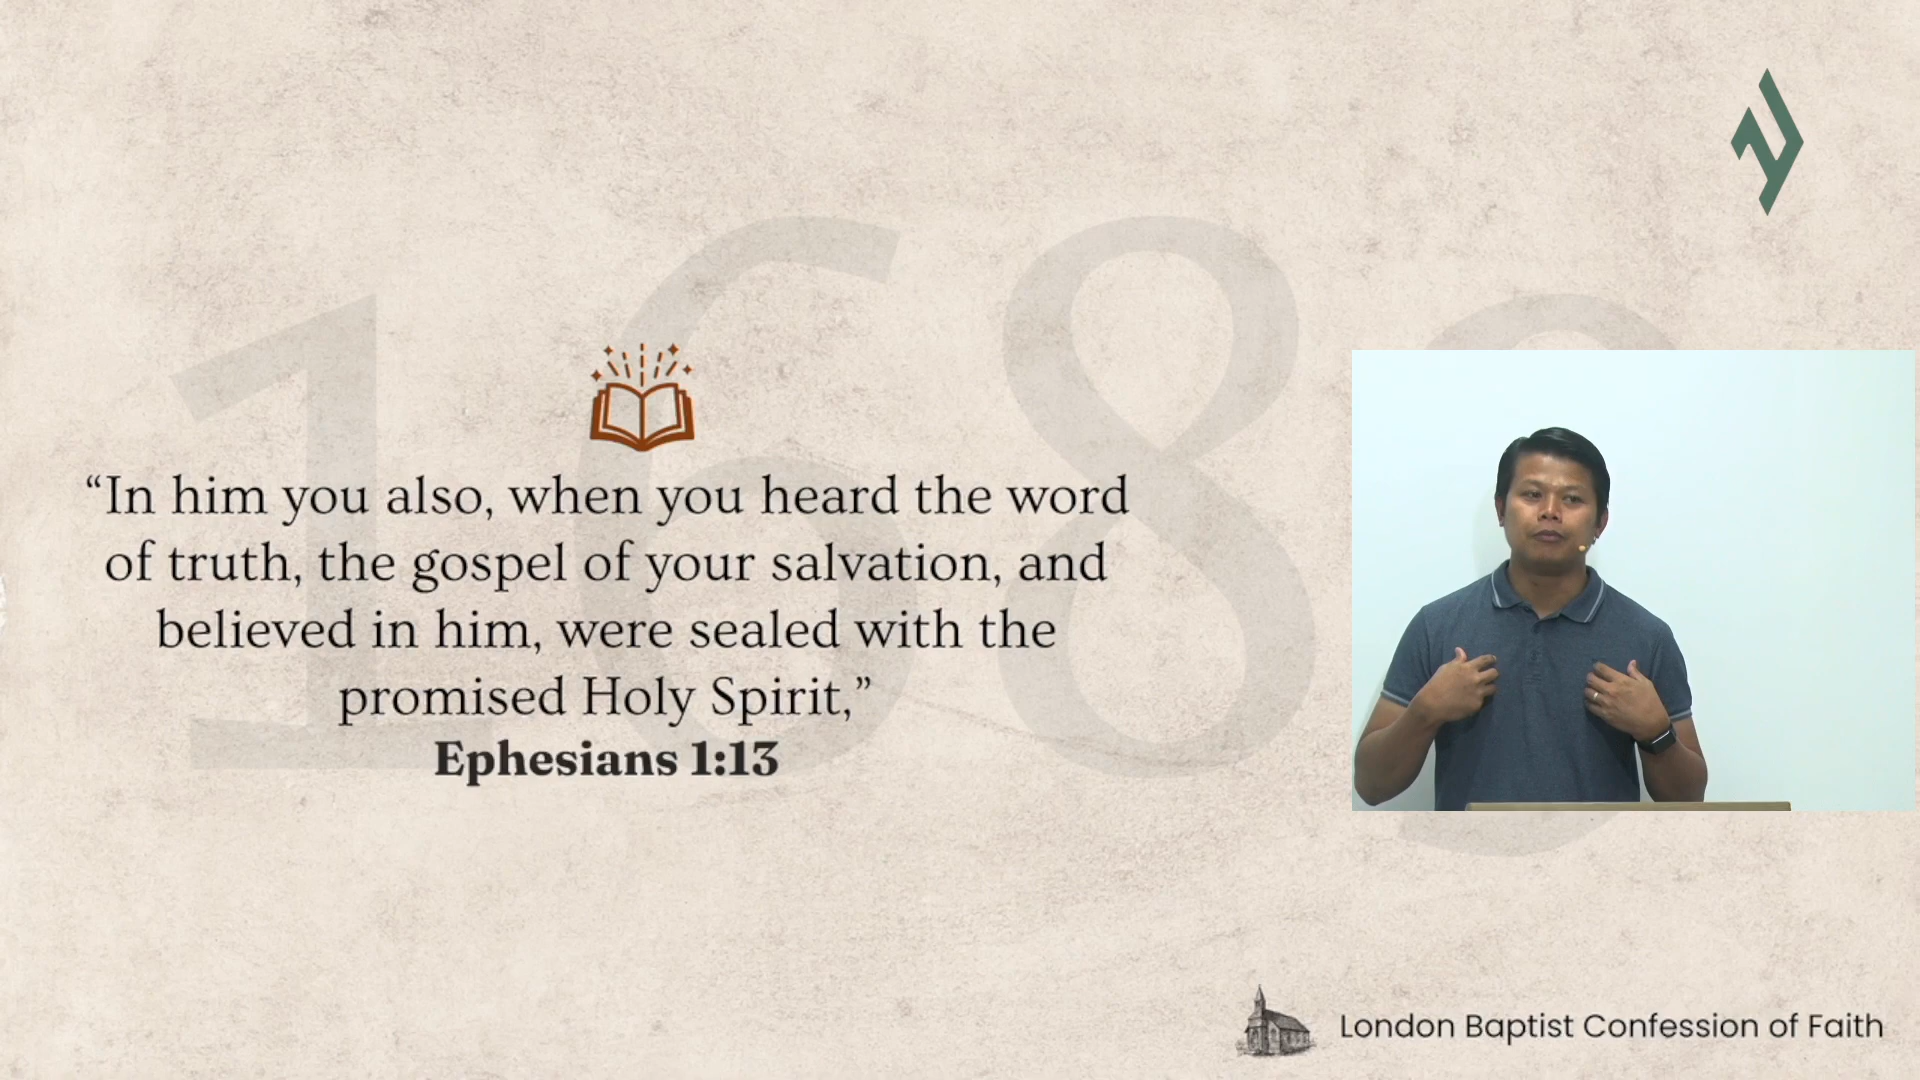 1689
“In him you also, when you heard the word
of truth, the gospel of your salvation, and
believed in him, were sealed with the
promised Holy Spirit,”
Ephesians 1:13
London Baptist Confession of Faith